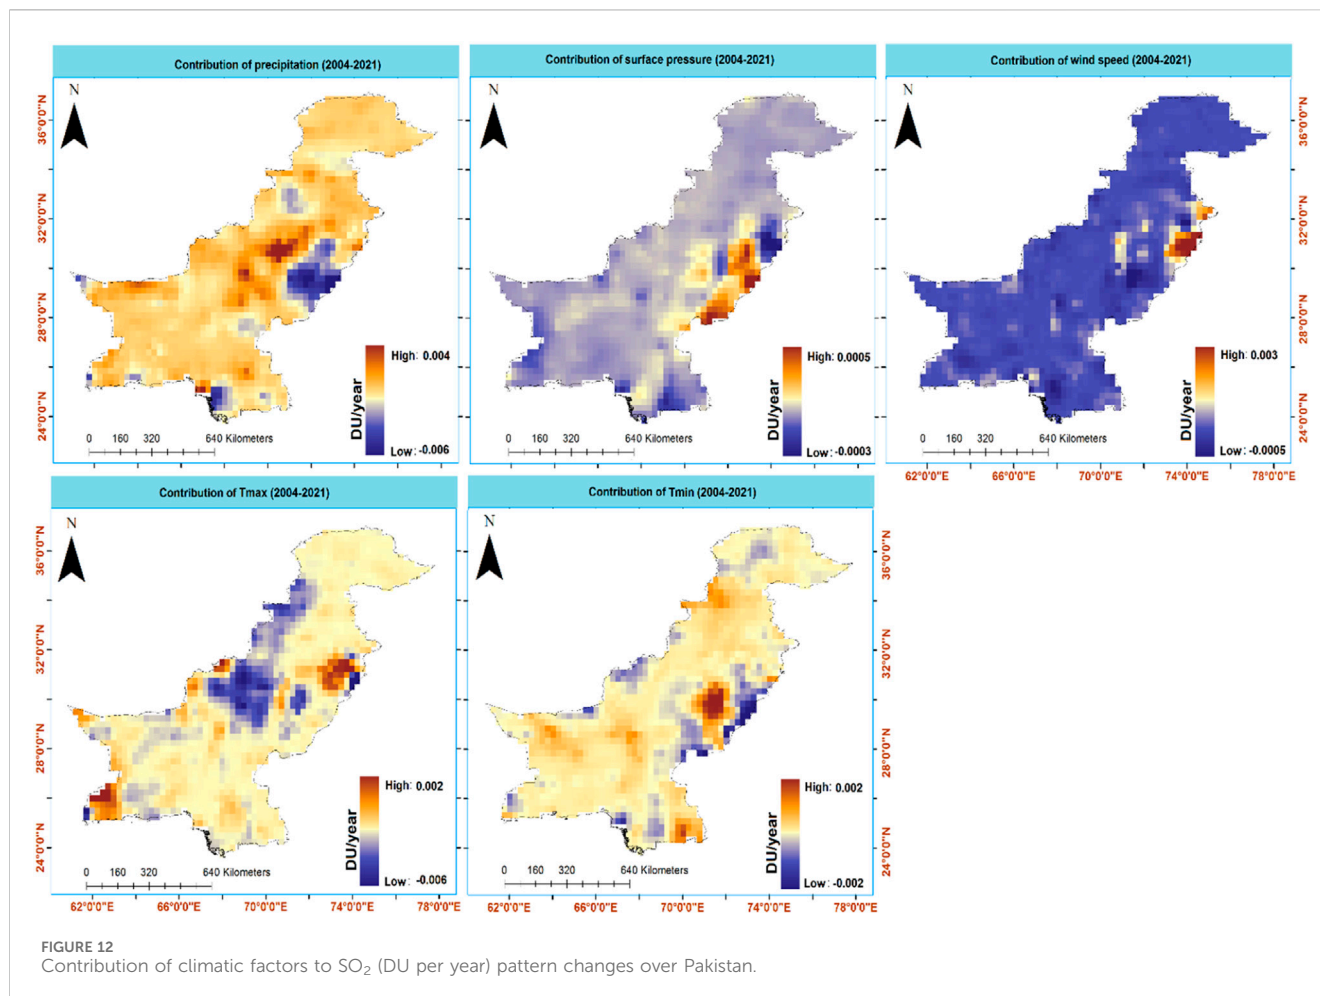 Contribution of precipitation (2004-2021)
Contribution of surface pressure (2004-2021)
Contribution of wind speed (2004-2021)
N
N
N
36°0'0"N
32°0'0"N
28°0'0"N
24°0'0"N
36°0'0"N
32°0'0"N
28°0'0"N
24°0'0"N
High: 0.004
DU/year
Low: -0.006
0 160 320 640 Kilometers
High: 0.0005
DU/year
Low: -0.0003
0 160 320 640 Kilometers
High: 0.003
DU/year
Low: -0.0005
0 160 320 640 Kilometers
62°0'0"E 66°0'0"E 70°0'0"E 74°0'0"E 78°0'0"E
Contribution of Tmax (2004-2021)
Contribution of Tmin (2004-2021)
N
N
36°0'0"N
32°0'0"N
28°0'0"N
24°0'0"N
36°0'0"N
32°0'0"N
28°0'0"N
24°0'0"N
High: 0.002
DU/year
Low: -0.006
0 160 320 640 Kilometers
High: 0.002
DU/year
Low: -0.002
0 160 320 640 Kilometers
62°0'0"E 66°0'0"E 70°0'0"E 74°0'0"E 78°0'0"E
62°0'0"E 66°0'0"E 70°0'0"E 74°0'0"E 78°0'0"E
FIGURE 12
Contribution of climatic factors to SO₂ (DU per year) pattern changes over Pakistan.